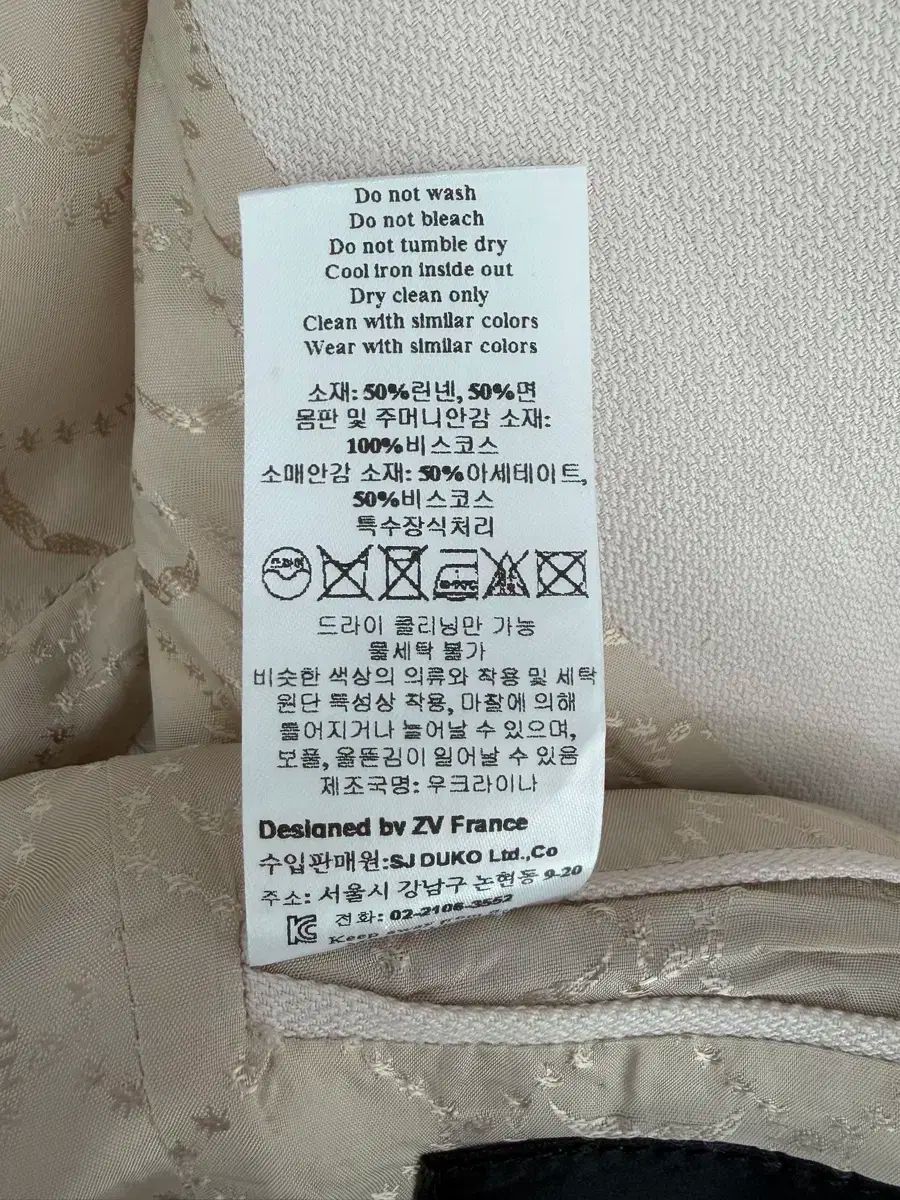 Do not wash
Do not bleach
Do not tumble dry
Cool iron inside out
Dry clean only
Clean with similar colors
Wear with similar colors
소재: 50%린넨, 50%면
몸판 및 주머니안감 소재:
100%비스코스
소매안감 소재: 50%아세테이트,
50%비스코스
특수장식처리
드라이
드라이 클리닝만 가능
물세탁 불가
비슷한 색상의 의류와 착용 및 세탁
원단 특성상 착용, 마찰에 의해
뜯어지거나 늘어날 수 있으며,
보풀, 올뜯김이 일어날 수 있음
제조국명: 우크라이나
Designed by ZV France
수입판매원:SJ DUKO Ltd.,Co
주소: 서울시 강남구 논현동 9-20
전화: 02-2106-3552
Keep away from